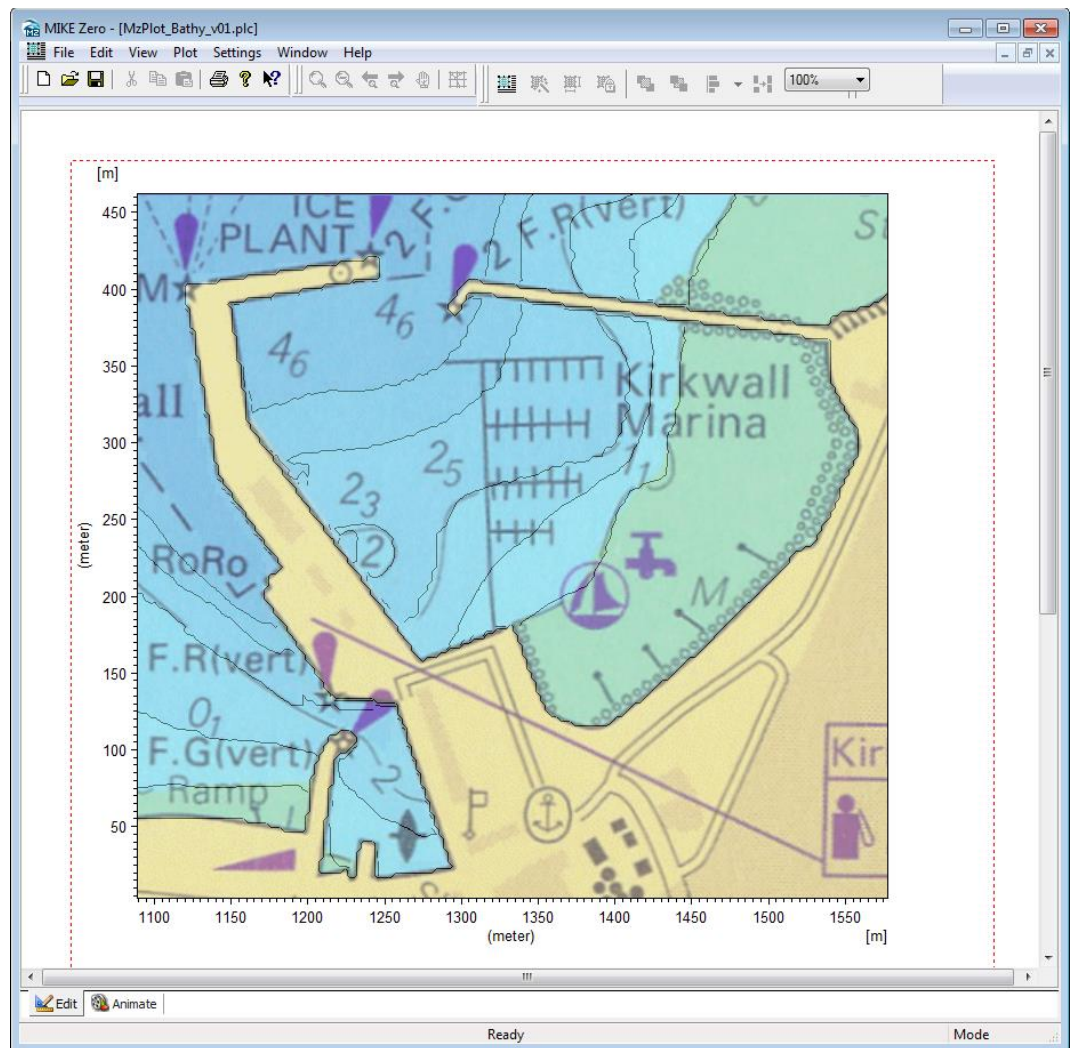 MIKE Zero - [MzPlot_Bathy_v01.plc]
File Edit View Plot Settings Window Help
100%
[m]
450
400
350
300
250
200
150
100
50
(meter)
1100 1150 1200 1250 1300 1350 1400 1450 1500 1550
(meter)
[m]
ICE
PLANT
2 F.
2 F.R(vert)
St
M
4₆
4₆
all
Kirkwall
Marina
2₅
2₃
2
RoRo
M
F.R(vert)
0₁
F.G(vert)
2
Ramp
Kir
Edit Animate
Ready Mode